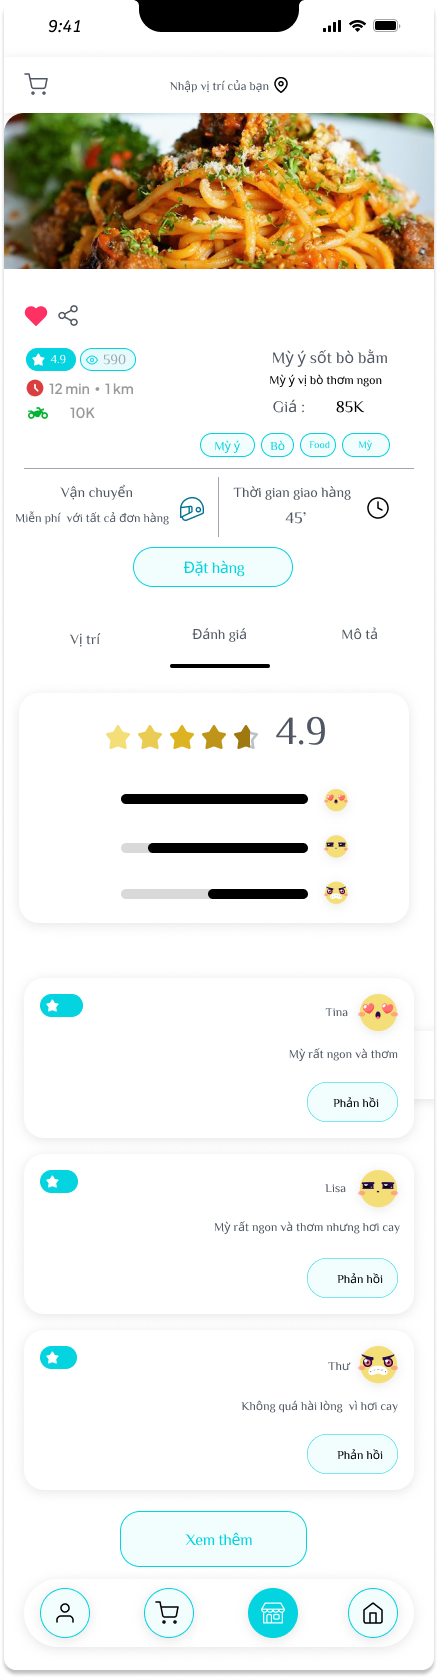 9:41
Nhập vị trí của bạn
4.9
590
12 min • 1 km
10K
Mỳ ý sốt bò bằm
Mỳ ý vị bò thơm ngon
Giá : 85K
Mỳ ý
Bò
Food
Mỳ
Vận chuyển
Miễn phí với tất cả đơn hàng
Thời gian giao hàng
45'
Đặt hàng
Vị trí
Đánh giá
Mô tả
4.9
Tina
Mỳ rất ngon và thơm
Phản hồi
Lisa
Mỳ rất ngon và thơm nhưng hơi cay
Phản hồi
Thư
Không quá hài lòng vì hơi cay
Phản hồi
Xem thêm